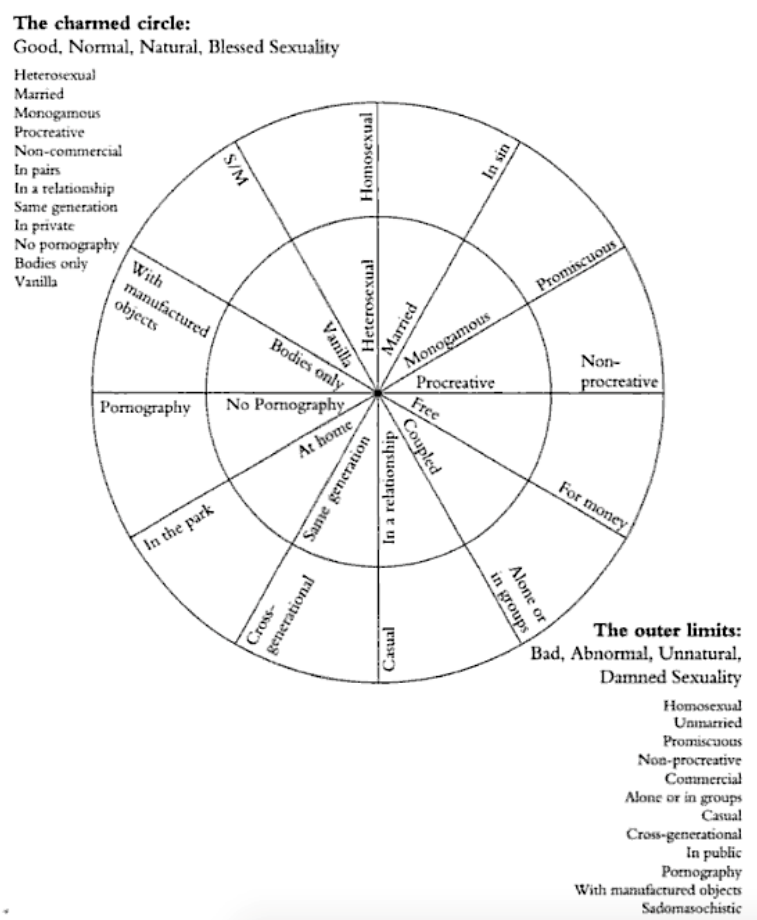 The charmed circle:
Good, Normal, Natural, Blessed Sexuality
Heterosexual
Married
Monogamous
Procreative
Non-commercial
In pairs
In a relationship
Same generation
In private
No pornography
Bodies only
Vanilla
S/M
Homosexual
In sin
Promiscuous
Non-
procreative
For money
Alone or
in groups
Casual
Cross-
generational
In the park
Pornography
With
manufactured
objects
Vanilla
Heterosexual
Married
Monogamous
Procreative
Free
Coupled
In a relationship
Same generation
At home
No Pornography
Bodies only
The outer limits:
Bad, Abnormal, Unnatural,
Damned Sexuality
Homosexual
Unmarried
Promiscuous
Non-procreative
Commercial
Alone or in groups
Casual
Cross-generational
In public
Pornography
With manufactured objects
Sadomasochistic